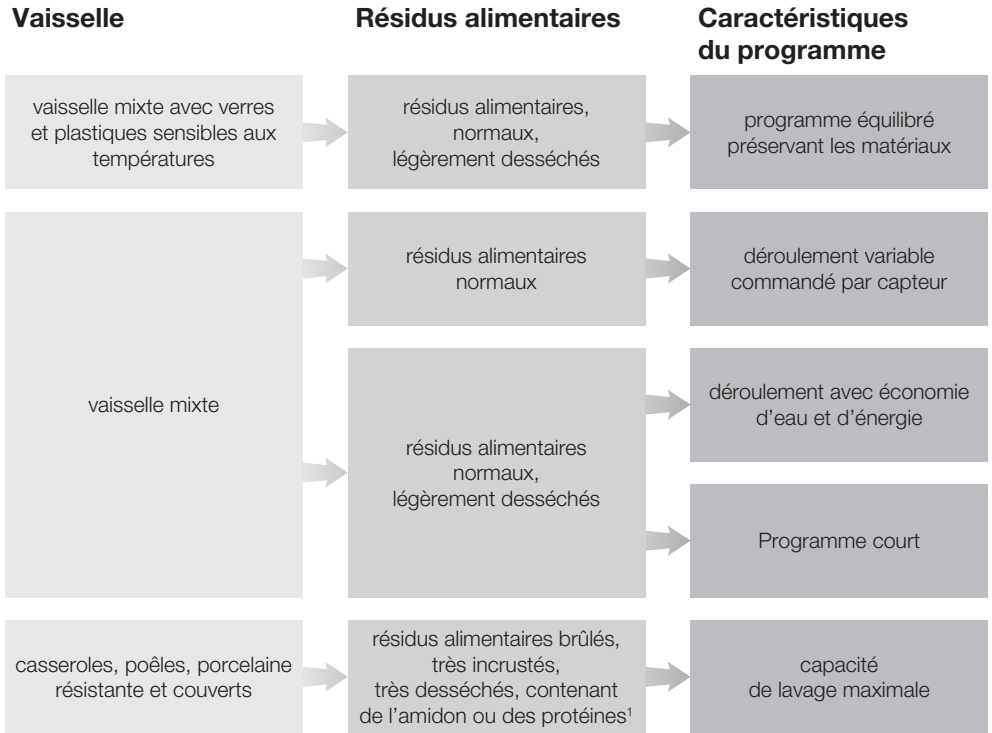 Vaisselle
Résidus alimentaires
Caractéristiques
du programme
vaisselle mixte avec verres
et plastiques sensibles aux
températures
résidus alimentaires,
normaux,
légèrement desséchés
programme équilibré
préservant les matériaux
vaisselle mixte
résidus alimentaires
normaux
déroulement variable
commandé par capteur
résidus alimentaires
normaux,
légèrement desséchés
déroulement avec économie
d’eau et d’énergie
Programme court
casseroles, poêles, porcelaine
résistante et couverts
résidus alimentaires brûlés,
très incrustés,
très desséchés, contenant
de l’amidon ou des protéines¹
capacité
de lavage maximale